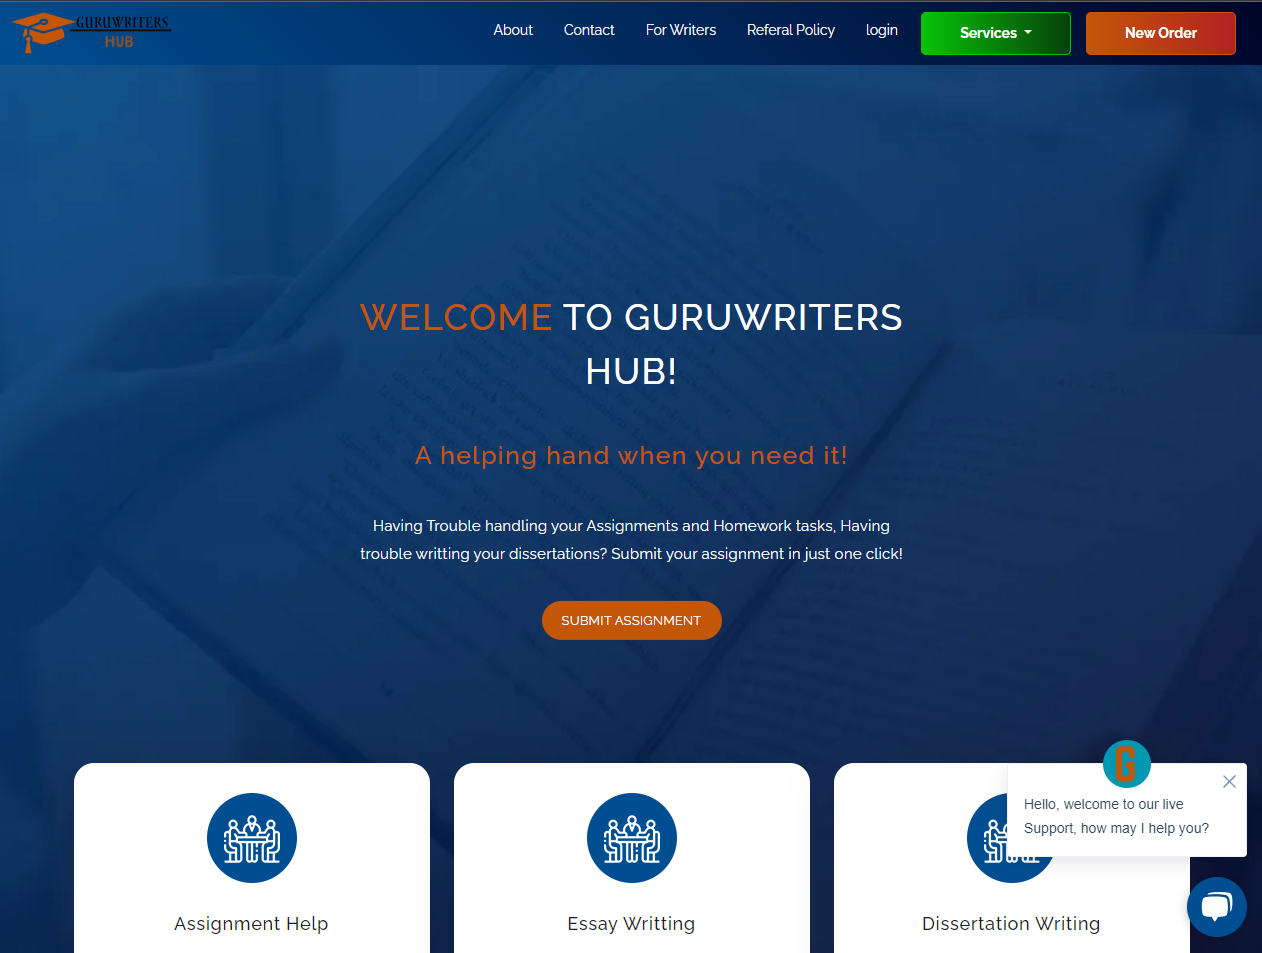 GURUWRITERS
HUB
About
Contact
For Writers
Referal Policy
login
Services
New Order
WELCOME TO GURUWRITERS
HUB!
A helping hand when you need it!
Having Trouble handling your Assignments and Homework tasks, Having
trouble writting your dissertations? Submit your assignment in just one click!
SUBMIT ASSIGNMENT
G
Hello, welcome to our live
Support, how may I help you?
Assignment Help
Essay Writting
Dissertation Writing